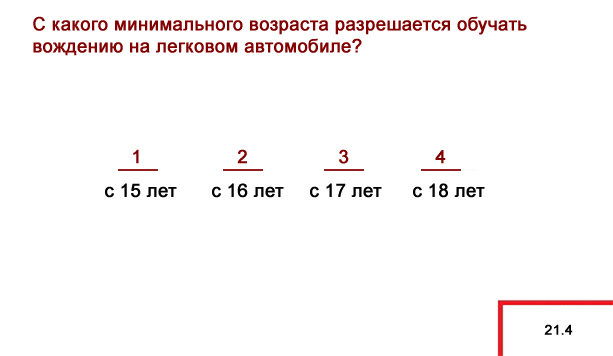 С какого минимального возраста разрешается обучать
вождению на легковом автомобиле?
1 2 3 4
с 15 лет с 16 лет с 17 лет с 18 лет
21.4